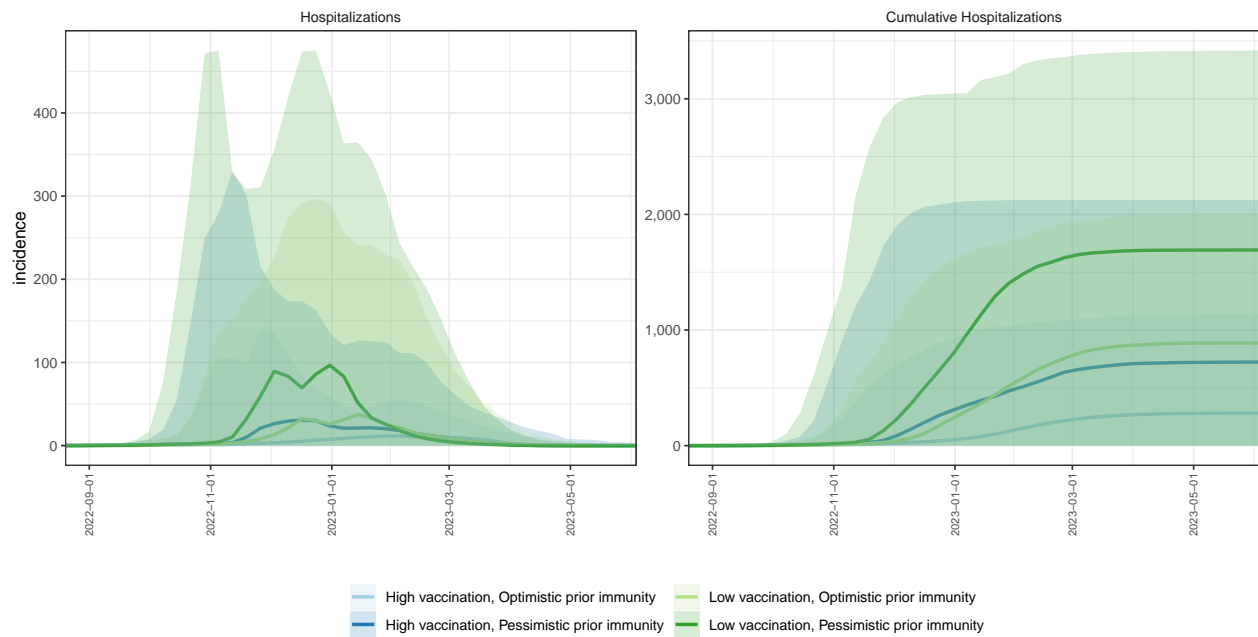 Hospitalizations
Cumulative Hospitalizations
incidence
400
300
200
100
0
3,000
2,000
1,000
0
2022−09−01
2022−11−01
2023−01−01
2023−03−01
2023−05−01
2022−09−01
2022−11−01
2023−01−01
2023−03−01
2023−05−01
High vaccination, Optimistic prior immunity
Low vaccination, Optimistic prior immunity
High vaccination, Pessimistic prior immunity
Low vaccination, Pessimistic prior immunity